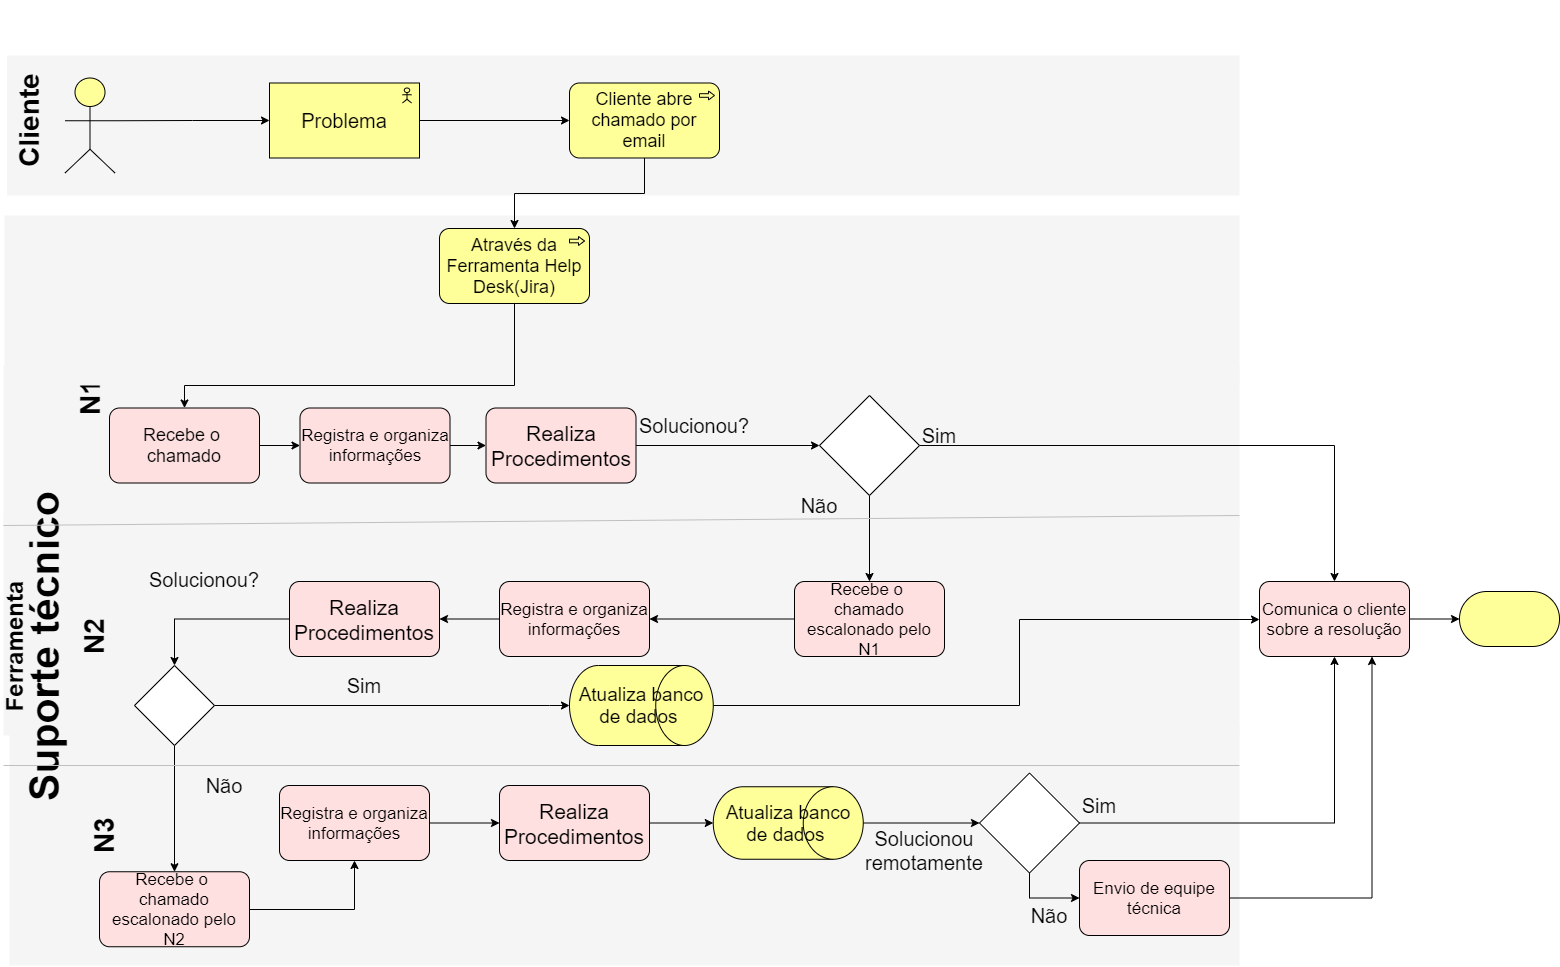 Cliente
Problema
Cliente abre
chamado por
email
Através da
Ferramenta Help
Desk(Jira)
N1
Recebe o
chamado
Registra e organiza
informações
Realiza
Procedimentos
Solucionou?
Sim
Não
Ferramenta
Suporte técnico
N2
Solucionou?
Realiza
Procedimentos
Registra e organiza
informações
Recebe o
chamado
escalonado pelo
N1
Comunica o cliente
sobre a resolução
Sim
Atualiza banco
de dados
Não
N3
Recebe o
chamado
escalonado pelo
N2
Registra e organiza
informações
Realiza
Procedimentos
Atualiza banco
de dados
Solucionou
remotamente
Sim
Não
Envio de equipe
técnica